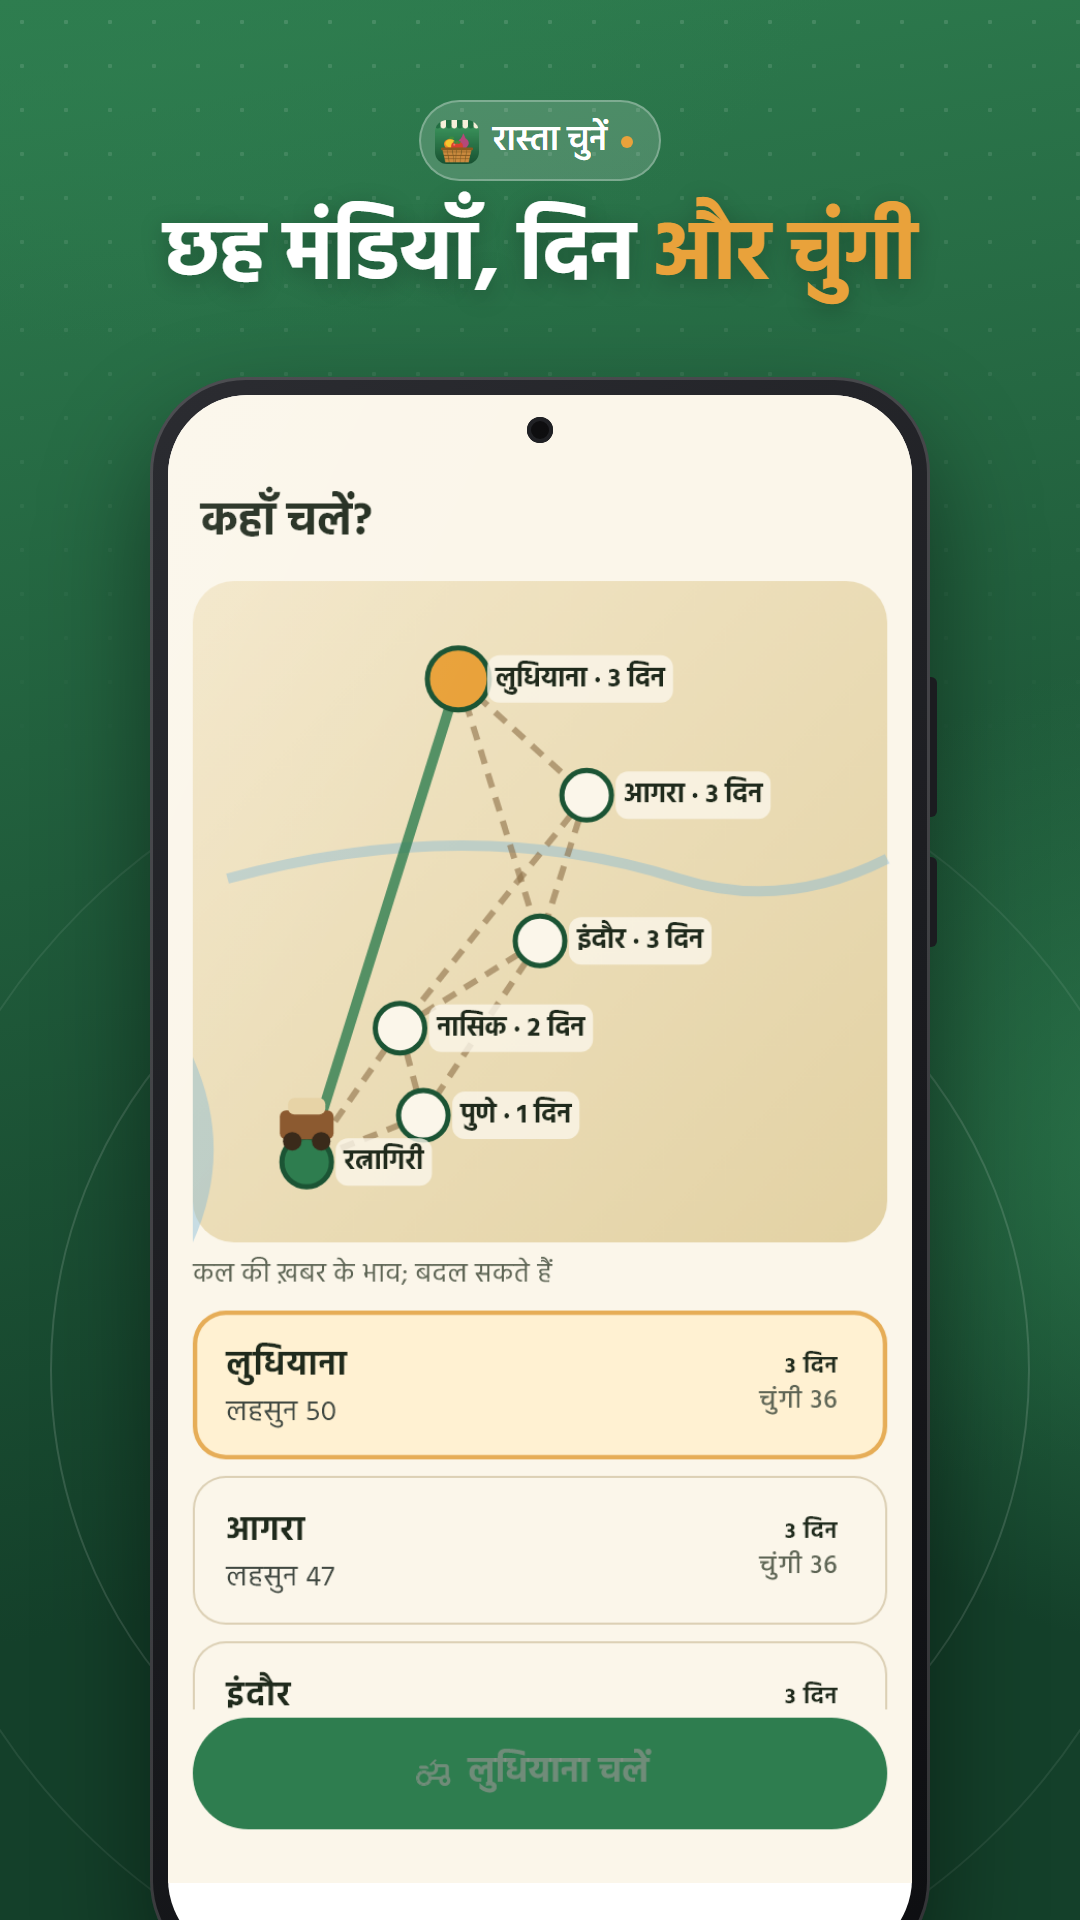 रास्ता चुनें
छह मंडियाँ, दिन और चुंगी
कहाँ चलें?
लुधियाना · 3 दिन
आगरा · 3 दिन
इंदौर · 3 दिन
नासिक · 2 दिन
पुणे · 1 दिन
रत्नागिरी
कल की ख़बर के भाव; बदल सकते हैं
लुधियाना
3 दिन
लहसुन 50
चुंगी 36
आगरा
3 दिन
लहसुन 47
चुंगी 36
इंदौर
3 दिन
लुधियाना चलें